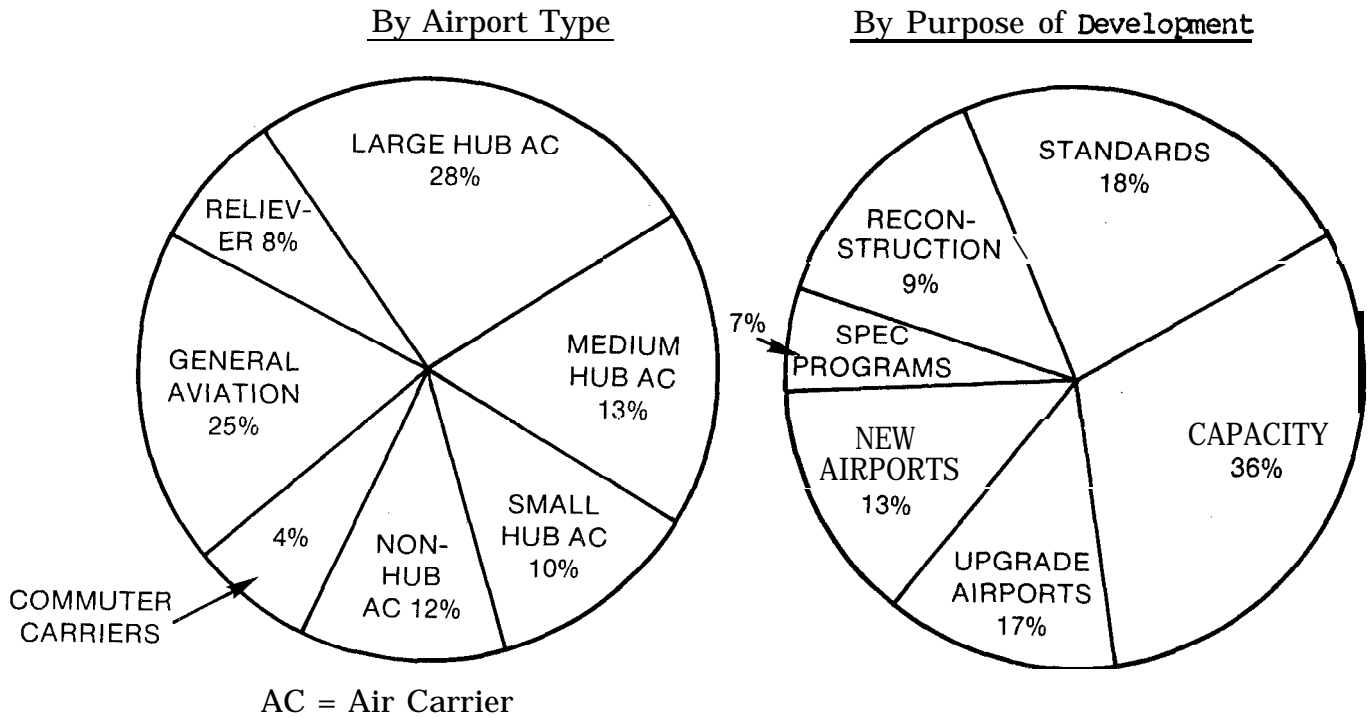 By Airport Type
LARGE HUB AC
28%
RELIEV-
ER 8%
MEDIUM
HUB AC
13%
GENERAL
AVIATION
25%
SMALL
HUB AC
10%
4%
NON-
HUB
AC 12%
COMMUTER
CARRIERS
AC = Air Carrier
By Purpose of Development
STANDARDS
18%
RECON-
STRUCTION
9%
7%
SPEC
PROGRAMS
CAPACITY
36%
NEW
AIRPORTS
13%
UPGRADE
AIRPORTS
17%